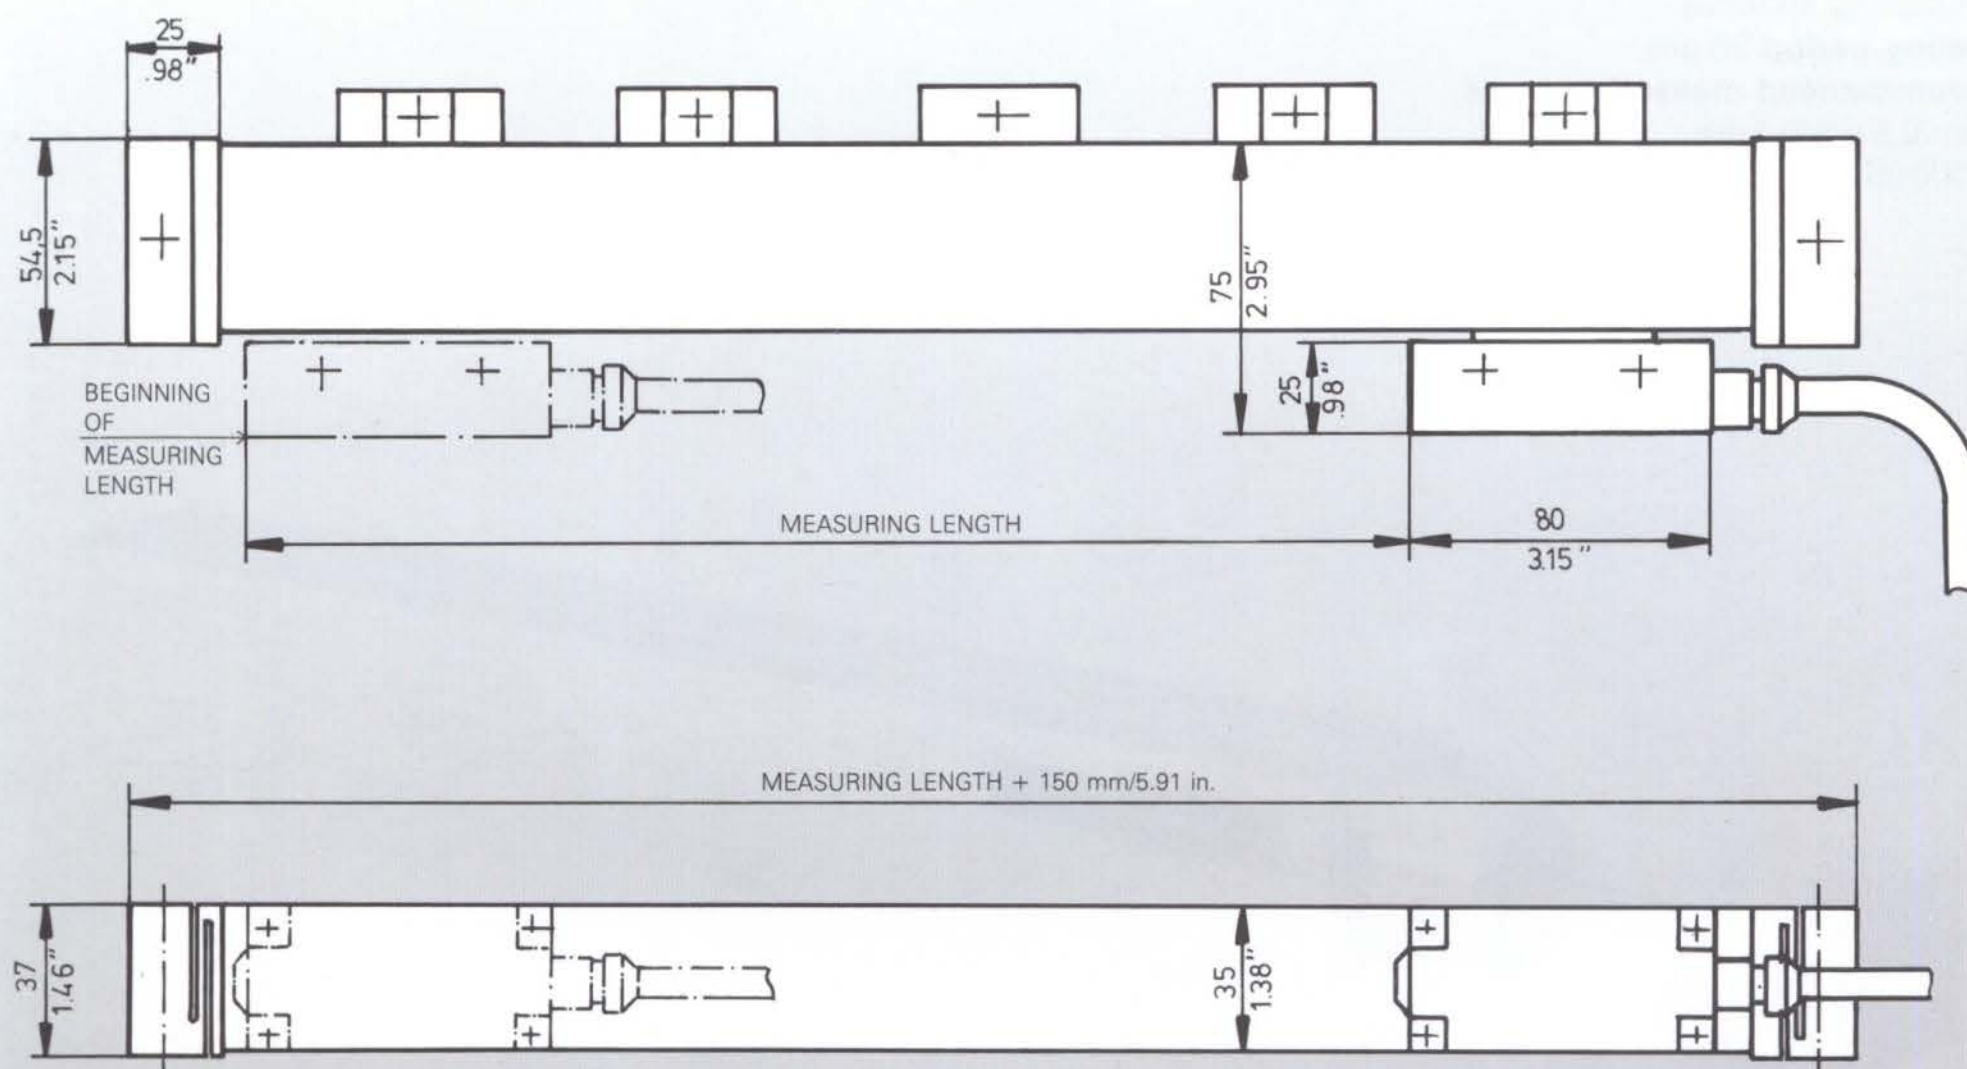 25
.98"
54,5
2.15"
75
2.95"
25
.98"
BEGINNING
OF
MEASURING
LENGTH
MEASURING LENGTH
80
3.15"
MEASURING LENGTH + 150 mm/5.91 in.
37
1.46"
35
1.38"